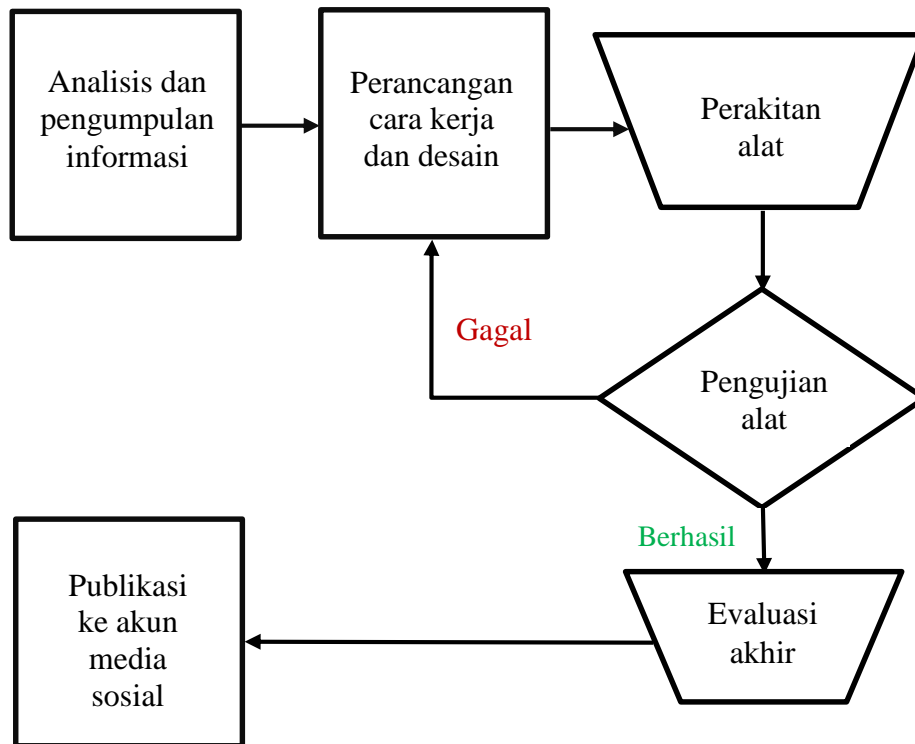 Analisis dan
pengumpulan
informasi
Perancangan
cara kerja
dan desain
Perakitan
alat
Gagal
Pengujian
alat
Berhasil
Evaluasi
akhir
Publikasi
ke akun
media
sosial